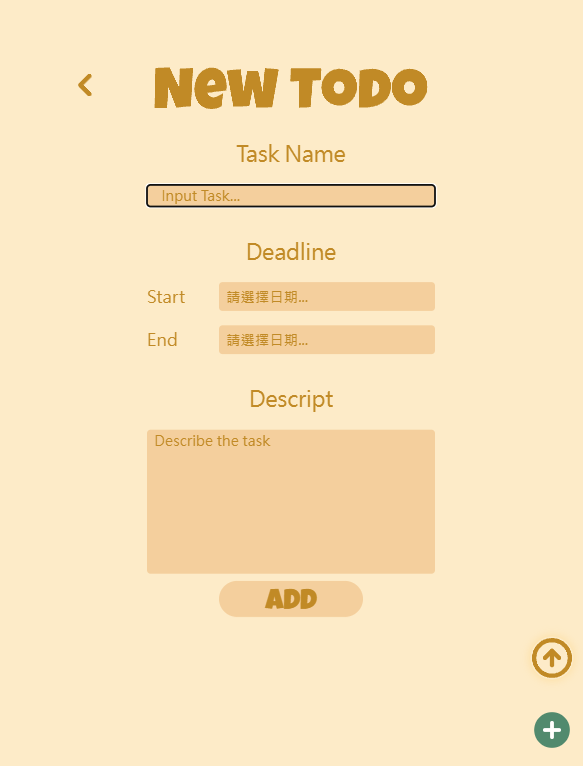 New ToDo
Task Name
Input Task...
Deadline
Start 請選擇日期...
End 請選擇日期...
Descript
Describe the task
ADD